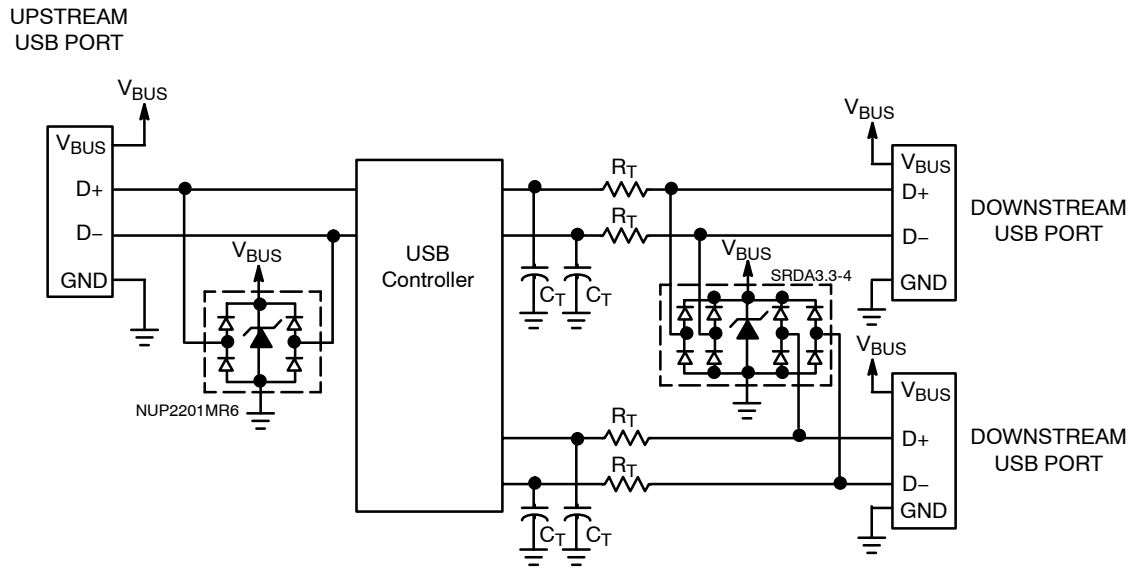 UPSTREAM
USB PORT
VBUS
VBUS
D+
D−
GND
VBUS
NUP2201MR6
USB
Controller
RT
RT
CT
CT
VBUS
SRDA3.3-4
VBUS
VBUS
D+
D−
GND
DOWNSTREAM
USB PORT
RT
RT
CT
CT
VBUS
VBUS
D+
D−
GND
DOWNSTREAM
USB PORT